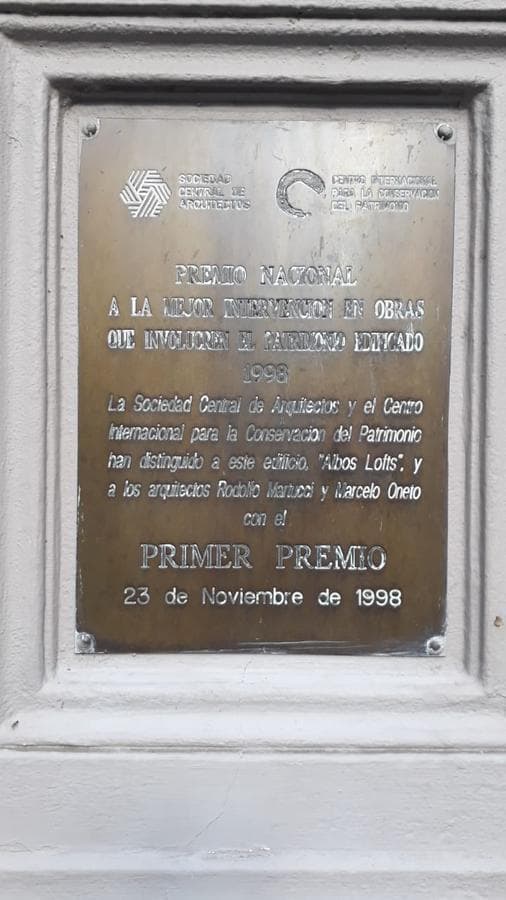 SOCIEDAD
CENTRAL DE
ARQUITECTOS
CENTRO INTERNACIONAL
PARA LA CONSERVACION
DEL PATRIMONIO
PREMIO NACIONAL
A LA MEJOR INTERVENCION EN OBRAS
QUE INVOLUCREN EL PATRIMONIO EDIFICADO
1998
La Sociedad Central de Arquitectos y el Centro
Internacional para la Conservacion del Patrimonio
han distinguido a este edificio, "Albos Lofts", y
a los arquitectos Rodolfo Martucci y Marcelo Oneto
con el
PRIMER PREMIO
23 de Noviembre de 1998